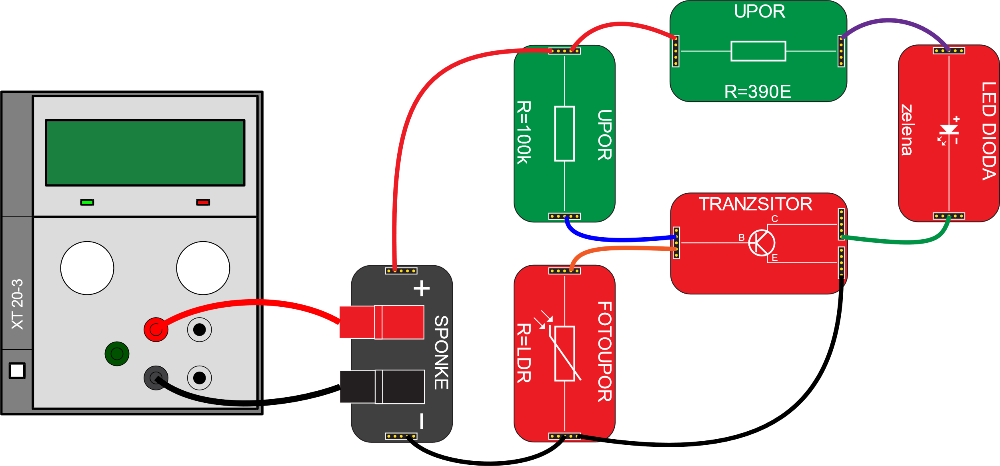 XT 20-3
+
SPONKE
–
UPOR
R=100k
UPOR
R=390E
LED DIODA
zelena
+
-
TRANZSITOR
C
B
E
FOTOUPOR
R=LDR